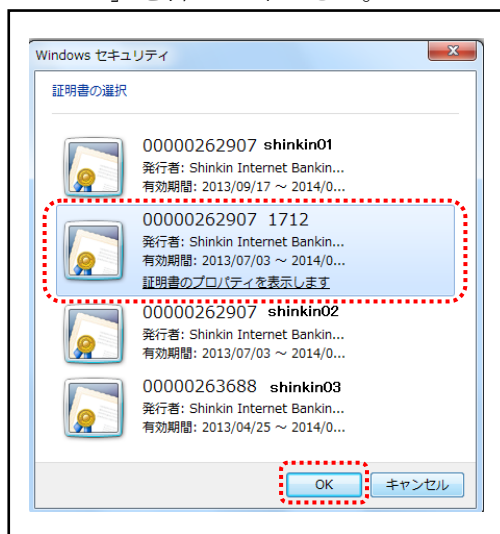 Windows セキュリティ
証明書の選択
00000262907 shinkin01
発行者: Shinkin Internet Bankin...
有効期間: 2013/09/17 ～ 2014/0...
00000262907 1712
発行者: Shinkin Internet Bankin...
有効期間: 2013/07/03 ～ 2014/0...
証明書のプロパティを表示します
00000262907 shinkin02
発行者: Shinkin Internet Bankin...
有効期間: 2013/07/03 ～ 2014/0...
00000263688 shinkin03
発行者: Shinkin Internet Bankin...
有効期間: 2013/04/25 ～ 2014/0...
OK キャンセル